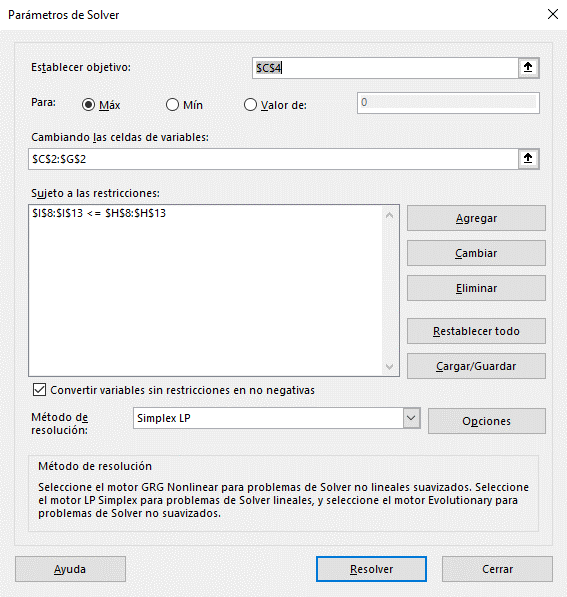 Parámetros de Solver
Establecer objetivo:
$C$4
Para:
Máx
Mín
Valor de:
0
Cambiando las celdas de variables:
$C$2:$G$2
Sujeto a las restricciones:
$I$8:$I$13 <= $H$8:$H$13
Agregar
Cambiar
Eliminar
Restablecer todo
Cargar/Guardar
Convertir variables sin restricciones en no negativas
Método de
resolución:
Simplex LP
Opciones
Método de resolución
Seleccione el motor GRG Nonlinear para problemas de Solver no lineales suavizados. Seleccione
el motor LP Simplex para problemas de Solver lineales, y seleccione el motor Evolutionary para
problemas de Solver no suavizados.
Ayuda
Resolver
Cerrar